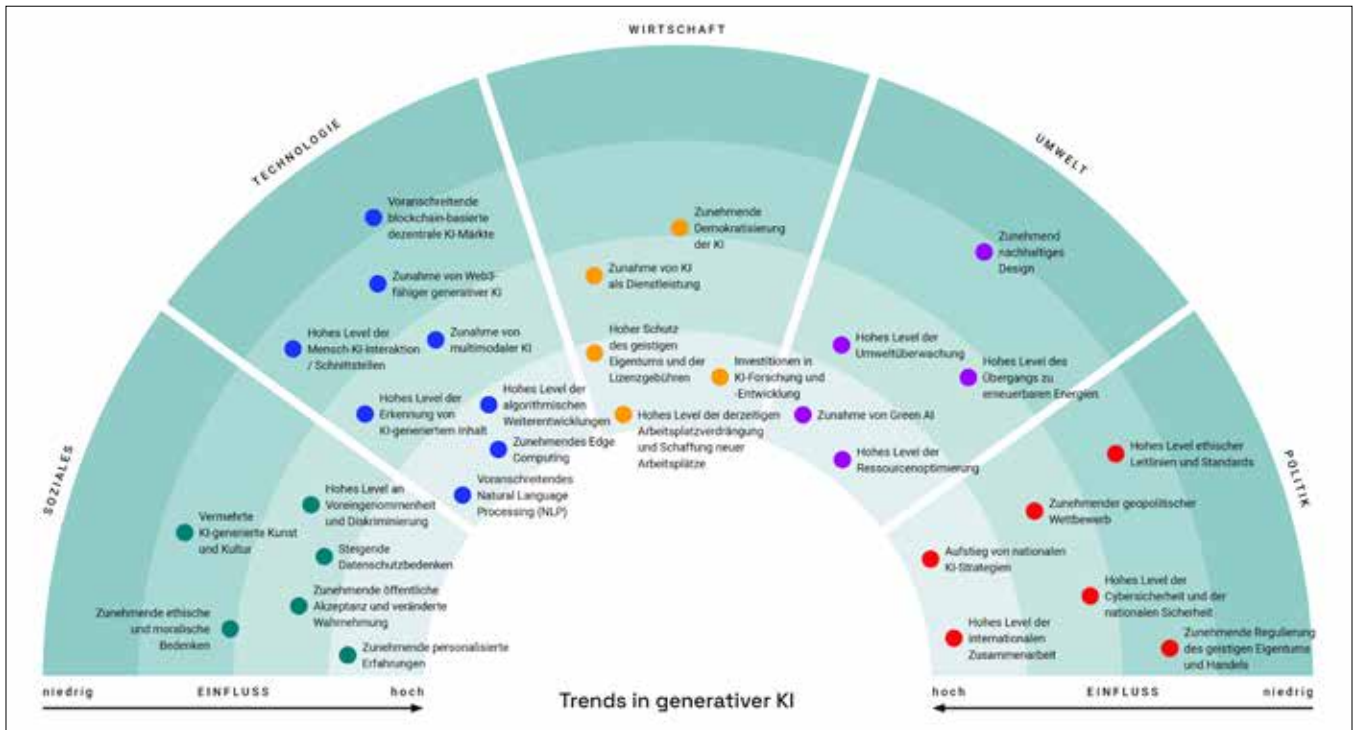 WIRTSCHAFT
TECHNOLOGIE
UMWELT
SOZIALES
POLITIK
Voranschreitende
blockchain-basierte
dezentrale KI-Märkte
Zunahme von Web3-
fähiger generativer KI
Hohes Level der
Mensch-KI-Interaktion
/ Schnittstellen
Zunahme von
multimodaler KI
Hohes Level der
Erkennung von
KI-generiertem Inhalt
Hohes Level der
algorithmischen
Weiterentwicklungen
Zunehmendes Edge
Computing
Voranschreitendes
Natural Language
Processing (NLP)
Zunehmende
Demokratisierung
der KI
Zunahme von KI
als Dienstleistung
Hoher Schutz
des geistigen
Eigentums und der
Lizenzgebühren
Investitionen in
KI-Forschung und
-Entwicklung
Hohes Level der derzeitigen
Arbeitsplatzverdrängung
und Schaffung neuer
Arbeitsplätze
Zunehmend
nachhaltiges
Design
Hohes Level der
Umweltüberwachung
Hohes Level des
Übergangs zu
erneuerbaren Energien
Zunahme von Green AI
Hohes Level der
Ressourcenoptimierung
Hohes Level an
Voreingenommenheit
und Diskriminierung
Vermehrte
KI-generierte Kunst
und Kultur
Steigende
Datenschutzbedenken
Zunehmende öffentliche
Akzeptanz und veränderte
Wahrnehmung
Zunehmende ethische
und moralische
Bedenken
Zunehmende personalisierte
Erfahrungen
Hohes Level ethischer
Leitlinien und Standards
Zunehmender geopolitischer
Wettbewerb
Aufstieg von nationalen
KI-Strategien
Hohes Level der
Cybersicherheit und der
nationalen Sicherheit
Hohes Level der
internationalen
Zusammenarbeit
Zunehmende Regulierung
des geistigen Eigentums
und Handels
niedrig EINFLUSS hoch
Trends in generativer KI
hoch EINFLUSS niedrig